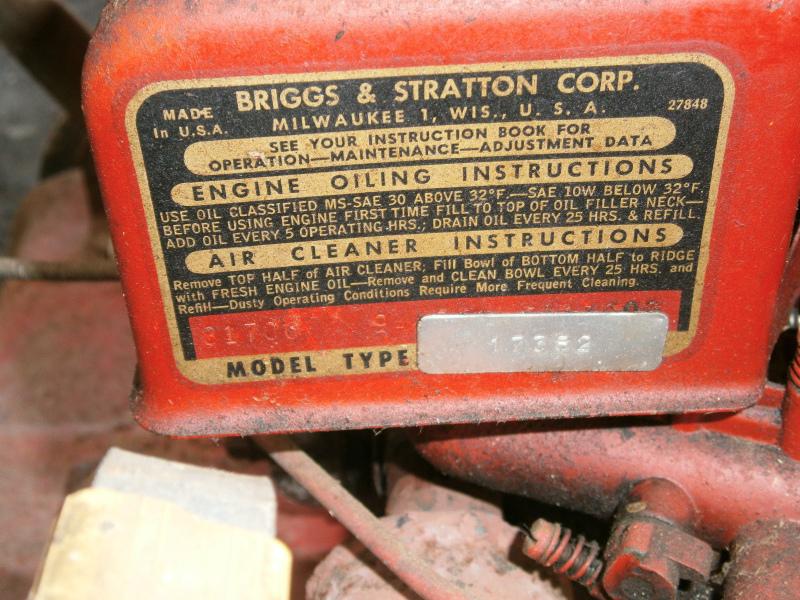 BRIGGS & STRATTON CORP.
MADE In U.S.A.
MILWAUKEE 1, WIS., U. S. A.
27848
SEE YOUR INSTRUCTION BOOK FOR
OPERATION—MAINTENANCE—ADJUSTMENT DATA
ENGINE OILING INSTRUCTIONS
USE OIL CLASSIFIED MS-SAE 30 ABOVE 32°F.—SAE 10W BELOW 32°F.
BEFORE USING ENGINE FIRST TIME FILL TO TOP OF OIL FILLER NECK—
ADD OIL EVERY 5 OPERATING HRS.; DRAIN OIL EVERY 25 HRS. & REFILL.
AIR CLEANER INSTRUCTIONS
Remove TOP HALF of AIR CLEANER; Fill Bowl of BOTTOM HALF to RIDGE
with FRESH ENGINE OIL—Remove and CLEAN BOWL EVERY 25 HRS. and
Refill—Dusty Operating Conditions Require More Frequent Cleaning.
MODEL TYPE